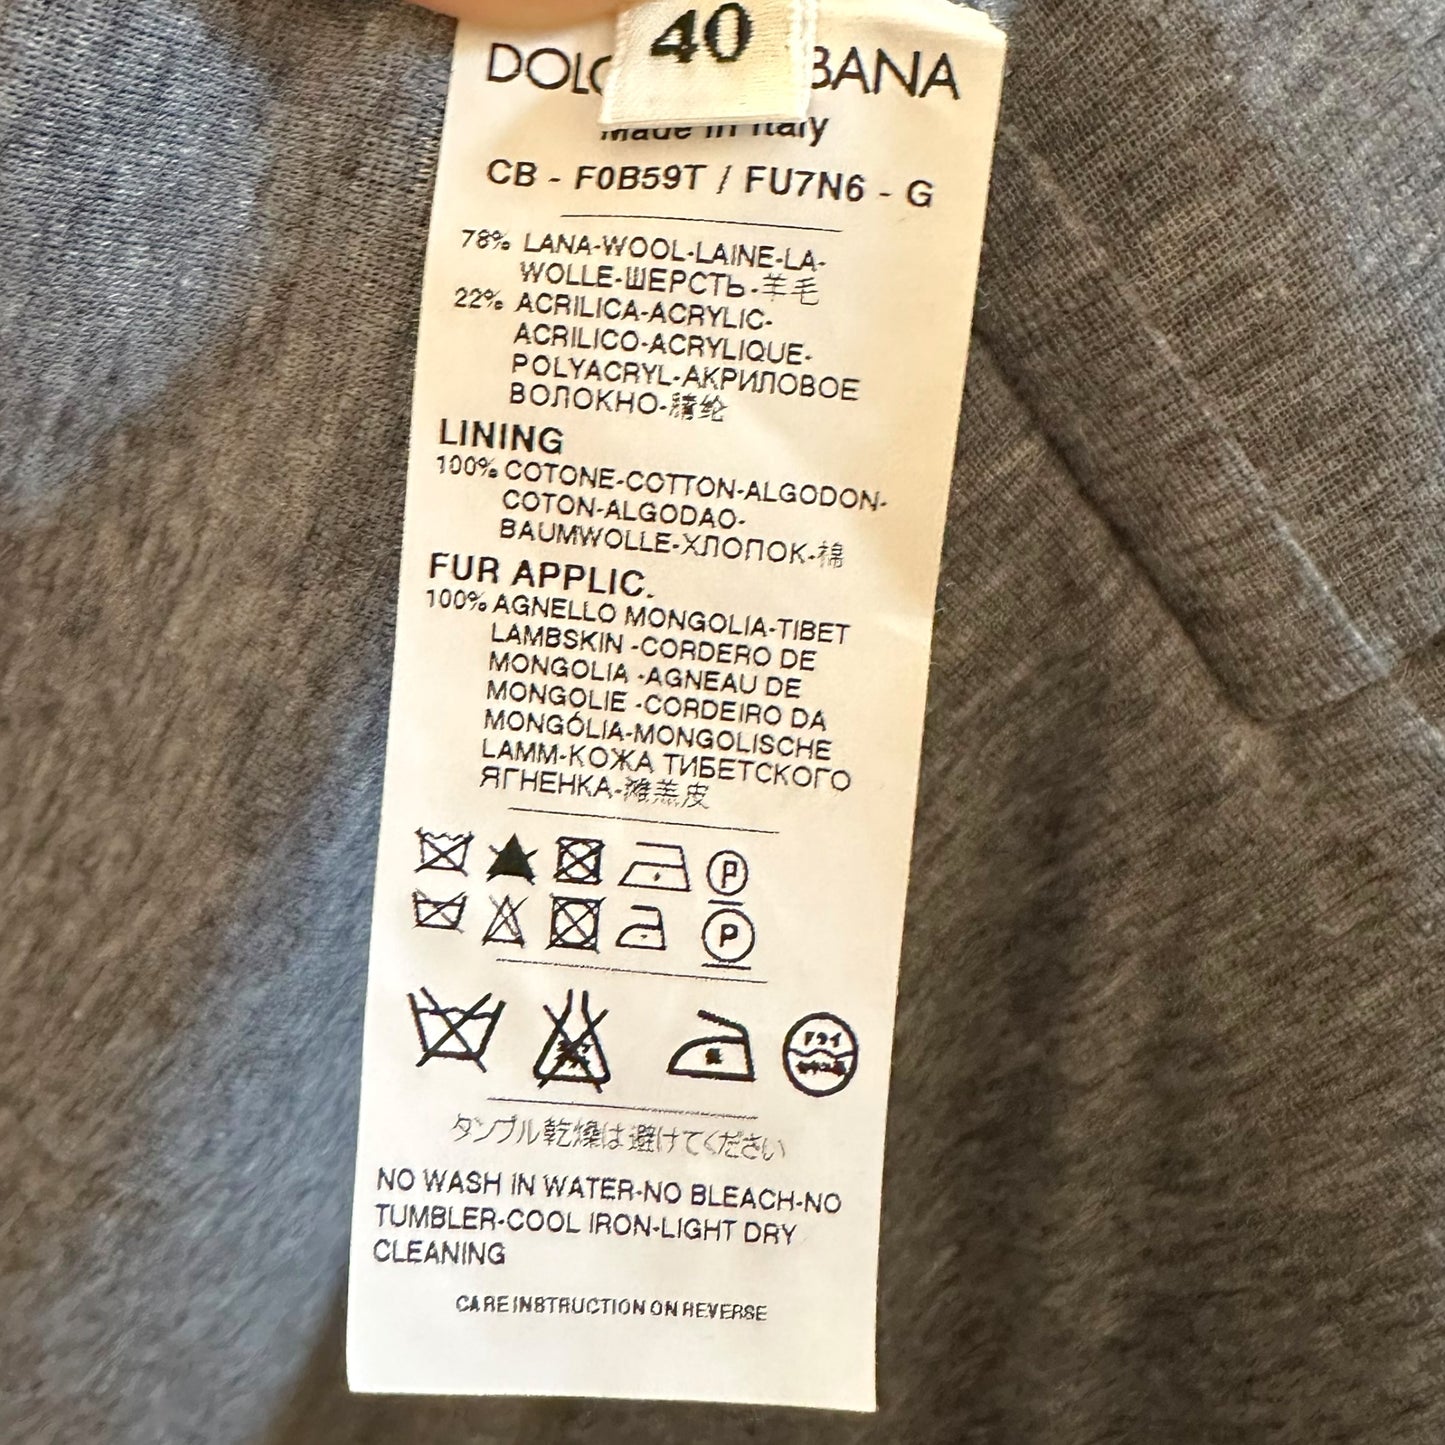 40
DOLC BANA
Made in Italy
CB - F0B59T / FU7N6 - G
78% LANA-WOOL-LAINE-LA-
WOLLE-ШЕРСТЬ-羊毛
22% ACRILICA-ACRYLIC-
ACRILICO-ACRYLIQUE-
POLYACRYL-АКРИЛОВОЕ
ВОЛОКНО-腈纶
LINING
100% COTONE-COTTON-ALGODON-
COTON-ALGODAO-
BAUMWOLLE-ХЛОПОК-棉
FUR APPLIC.
100% AGNELLO MONGOLIA-TIBET
LAMBSKIN -CORDERO DE
MONGOLIA -AGNEAU DE
MONGOLIE -CORDEIRO DA
MONGÓLIA-MONGOLISCHE
LAMM-КОЖА ТИБЕТСКОГО
ЯГНЕНКА-滩羔皮
P
P
ドライ
タンブル乾燥は避けてください
NO WASH IN WATER-NO BLEACH-NO
TUMBLER-COOL IRON-LIGHT DRY
CLEANING
CARE INSTRUCTION ON REVERSE